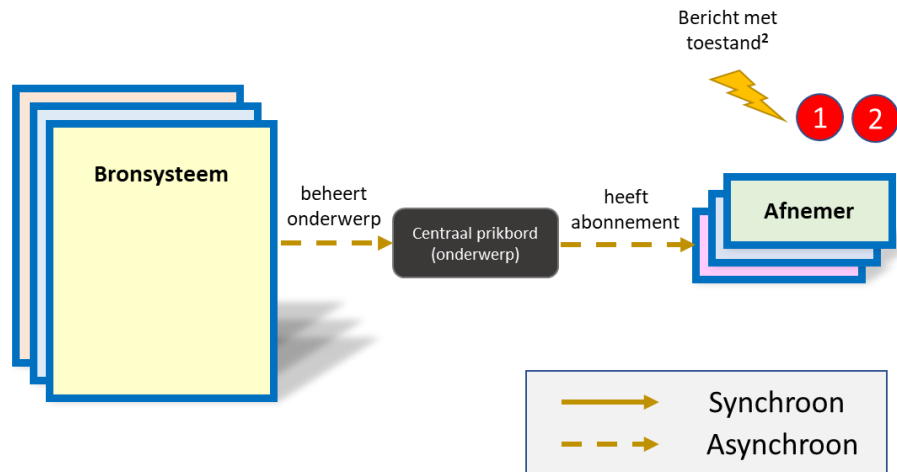 Bericht met
toestand²
1 2
Bronsysteem
beheert
onderwerp
Centraal prikbord
(onderwerp)
heeft
abonnement
Afnemer
Synchroon
Asynchroon